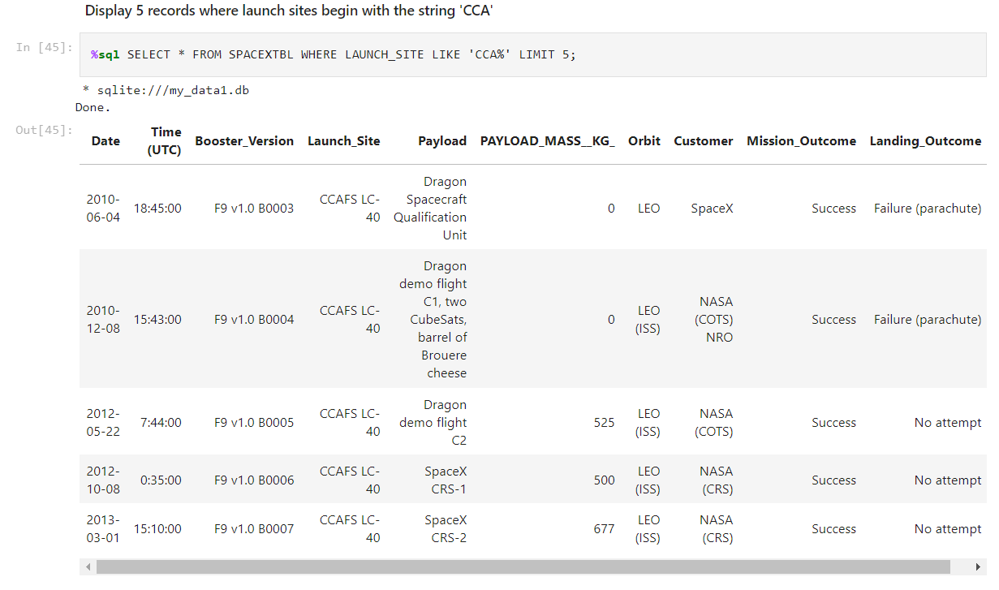 Display 5 records where launch sites begin with the string 'CCA'
In [45]:
%sql SELECT * FROM SPACEXTBL WHERE LAUNCH_SITE LIKE 'CCA%' LIMIT 5;
* sqlite:///my_data1.db
Done.
Out[45]:
Date
Time
(UTC)
Booster_Version
Launch_Site
Payload
PAYLOAD_MASS__KG_
Orbit
Customer
Mission_Outcome
Landing_Outcome
2010-
06-04
18:45:00
F9 v1.0 B0003
CCAFS LC-
40
Dragon
Spacecraft
Qualification
Unit
0
LEO
SpaceX
Success
Failure (parachute)
2010-
12-08
15:43:00
F9 v1.0 B0004
CCAFS LC-
40
Dragon
demo flight
C1, two
CubeSats,
barrel of
Brouere
cheese
0
LEO
(ISS)
NASA
(COTS)
NRO
Success
Failure (parachute)
2012-
05-22
7:44:00
F9 v1.0 B0005
CCAFS LC-
40
Dragon
demo flight
C2
525
LEO
(ISS)
NASA
(COTS)
Success
No attempt
2012-
10-08
0:35:00
F9 v1.0 B0006
CCAFS LC-
40
SpaceX
CRS-1
500
LEO
(ISS)
NASA
(CRS)
Success
No attempt
2013-
03-01
15:10:00
F9 v1.0 B0007
CCAFS LC-
40
SpaceX
CRS-2
677
LEO
(ISS)
NASA
(CRS)
Success
No attempt